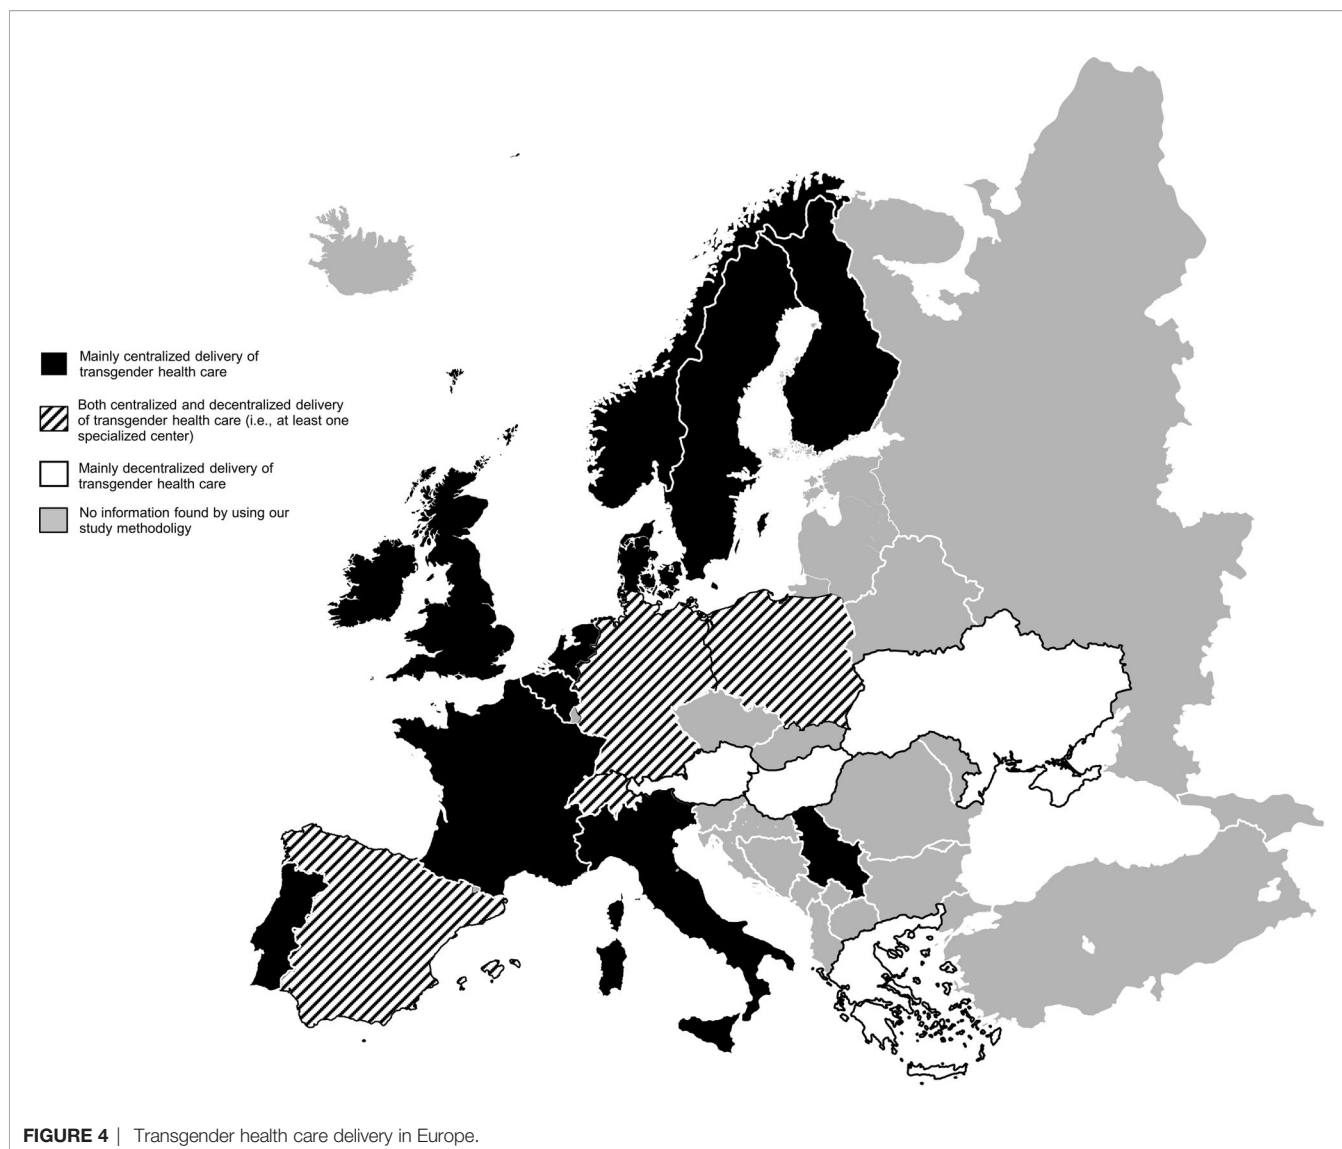 Mainly centralized delivery of
transgender health care
Both centralized and decentralized delivery
of transgender health care (i.e., at least one
specialized center)
Mainly decentralized delivery of
transgender health care
No information found by using our
study methodoligy
FIGURE 4 | Transgender health care delivery in Europe.